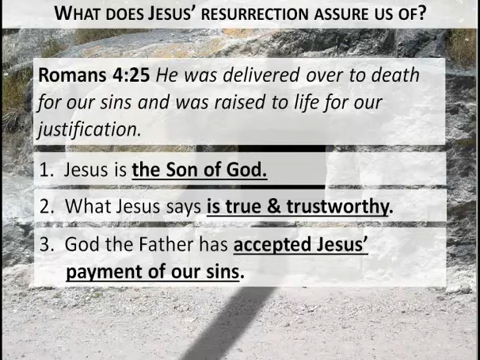 WHAT DOES JESUS' RESURRECTION ASSURE US OF?
Romans 4:25 He was delivered over to death
for our sins and was raised to life for our
justification.
1. Jesus is the Son of God.
2. What Jesus says is true & trustworthy.
3. God the Father has accepted Jesus'
payment of our sins.